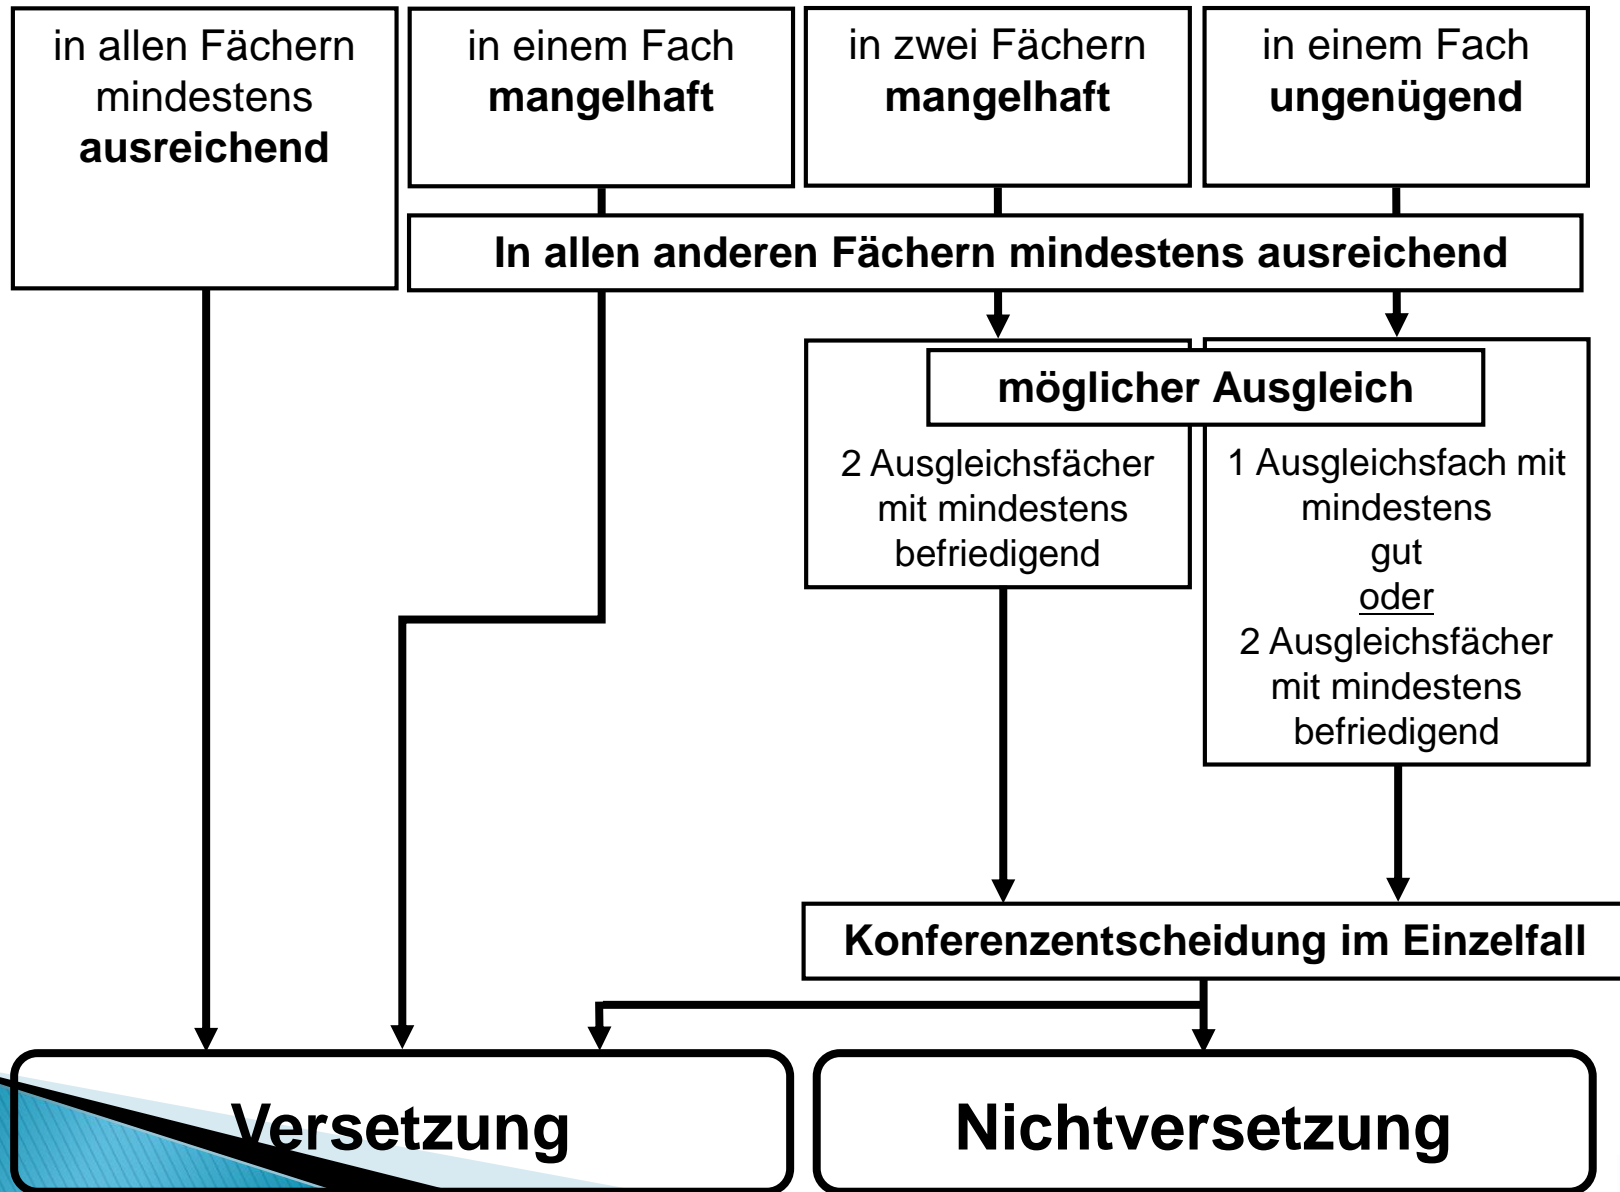 in allen Fächern
mindestens
ausreichend
in einem Fach
mangelhaft
in zwei Fächern
mangelhaft
in einem Fach
ungenügend
In allen anderen Fächern mindestens ausreichend
möglicher Ausgleich
2 Ausgleichsfächer
mit mindestens
befriedigend
1 Ausgleichsfach mit
mindestens
gut
oder
2 Ausgleichsfächer
mit mindestens
befriedigend
Konferenzentscheidung im Einzelfall
Versetzung
Nichtversetzung